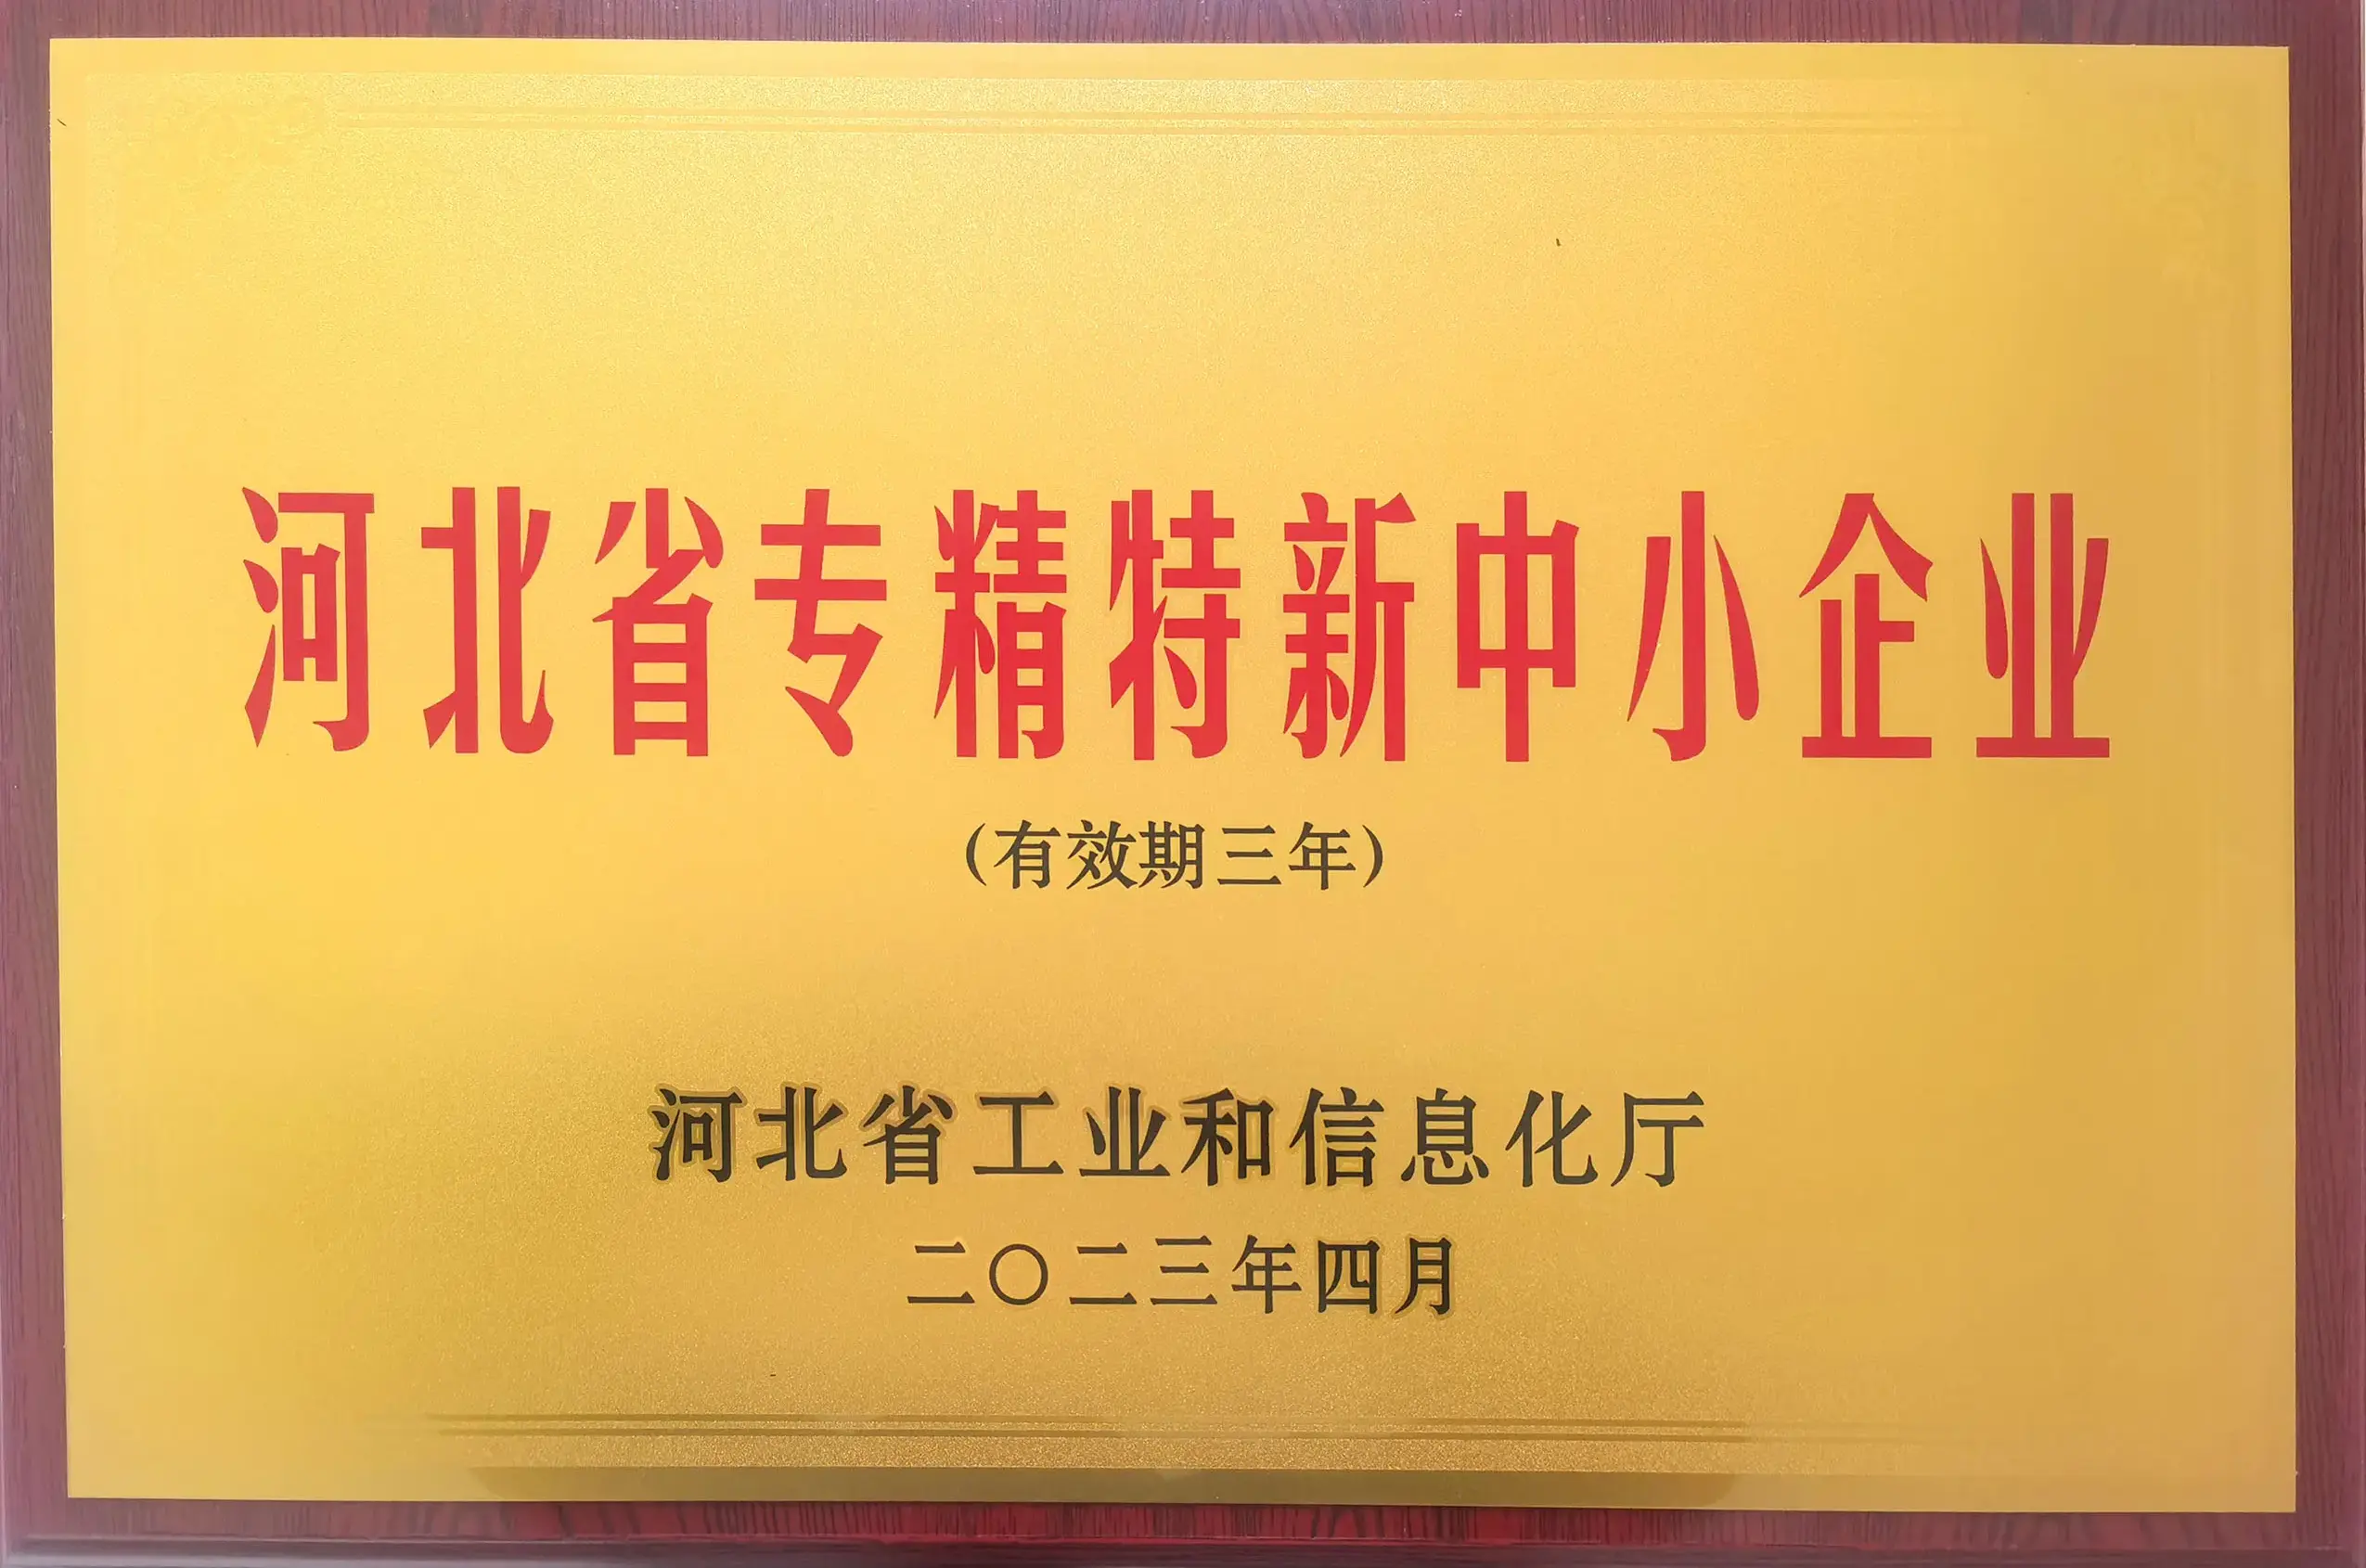 河北省专精特新中小企业
（有效期三年）
河北省工业和信息化厅
二〇二三年四月